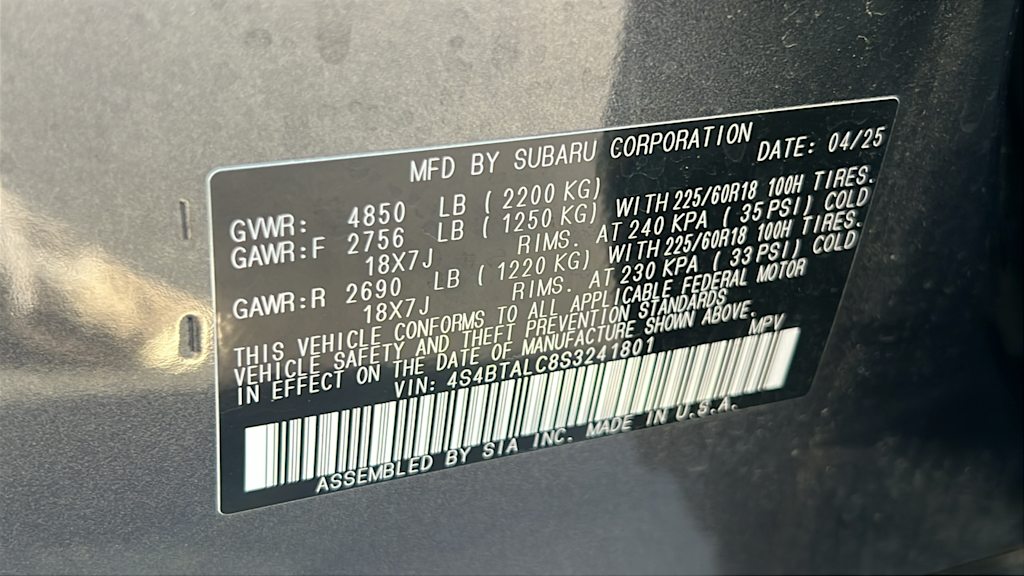 MFD BY SUBARU CORPORATION DATE: 04/25
GVWR: 4850 LB ( 2200 KG)
GAWR:F 2756 LB ( 1250 KG) WITH 225/60R18 100H TIRES.
18X7J RIMS. AT 240 KPA ( 35 PSI) COLD
GAWR:R 2690 LB ( 1220 KG) WITH 225/60R18 100H TIRES.
18X7J RIMS. AT 230 KPA ( 33 PSI) COLD
THIS VEHICLE CONFORMS TO ALL APPLICABLE FEDERAL MOTOR
VEHICLE SAFETY AND THEFT PREVENTION STANDARDS
IN EFFECT ON THE DATE OF MANUFACTURE SHOWN ABOVE.
VIN: 4S4BTALC8S3241801 MPV
ASSEMBLED BY SIA INC. MADE IN U.S.A.